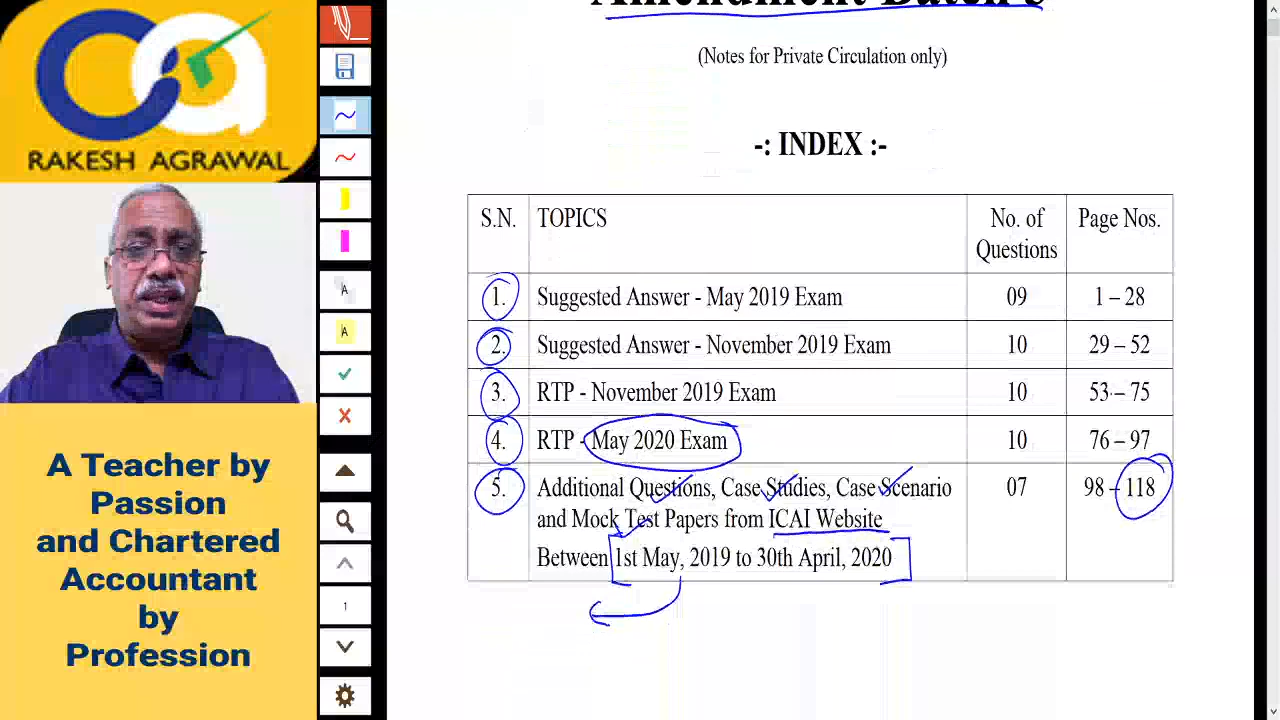 Amendment Batch's
(Notes for Private Circulation only)
-: INDEX :-
S.N. TOPICS No. of Questions Page Nos.
1. Suggested Answer - May 2019 Exam 09 1 – 28
2. Suggested Answer - November 2019 Exam 10 29 – 52
3. RTP - November 2019 Exam 10 53 – 75
4. RTP - May 2020 Exam 10 76 – 97
5. Additional Questions, Case Studies, Case Scenario 07 98 – 118
and Mock Test Papers from ICAI Website
Between 1st May, 2019 to 30th April, 2020
ca
RAKESH AGRAWAL
A Teacher by
Passion
and Chartered
Accountant
by
Profession
A
A
1